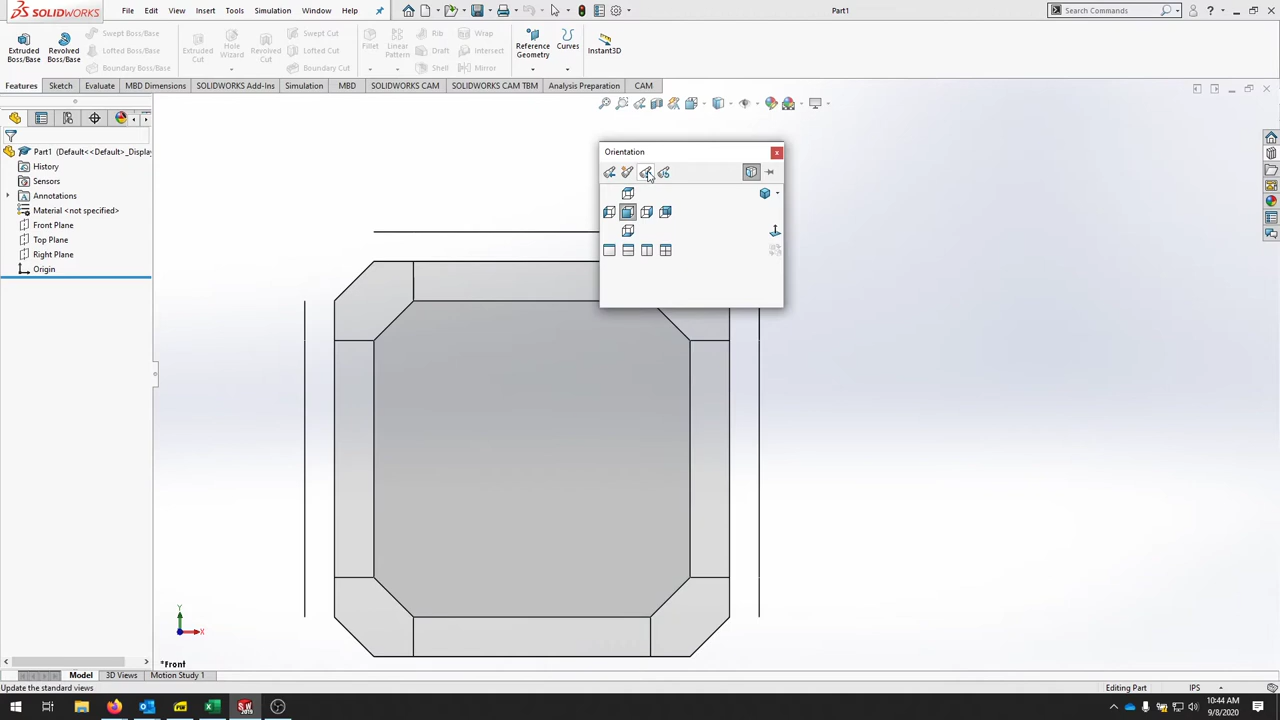 SOLIDWORKS File Edit View Insert Tools Simulation Window Help Part1 Search Commands
Extruded Boss/Base
Revolved Boss/Base
Swept Boss/Base
Lofted Boss/Base
Boundary Boss/Base
Extruded Cut
Hole Wizard
Revolved Cut
Swept Cut
Lofted Cut
Boundary Cut
Fillet
Linear Pattern
Rib
Draft
Shell
Wrap
Intersect
Mirror
Reference Geometry
Curves
Instant3D
Features Sketch Evaluate MBD Dimensions SOLIDWORKS Add-Ins Simulation MBD SOLIDWORKS CAM SOLIDWORKS CAM TBM Analysis Preparation CAM
Part1 (Default<<Default>_Display
History
Sensors
Annotations
Material <not specified>
Front Plane
Top Plane
Right Plane
Origin
Orientation
Y
X
*Front
Model 3D Views Motion Study 1
Update the standard views Editing Part IPS
10:44 AM
9/8/2020